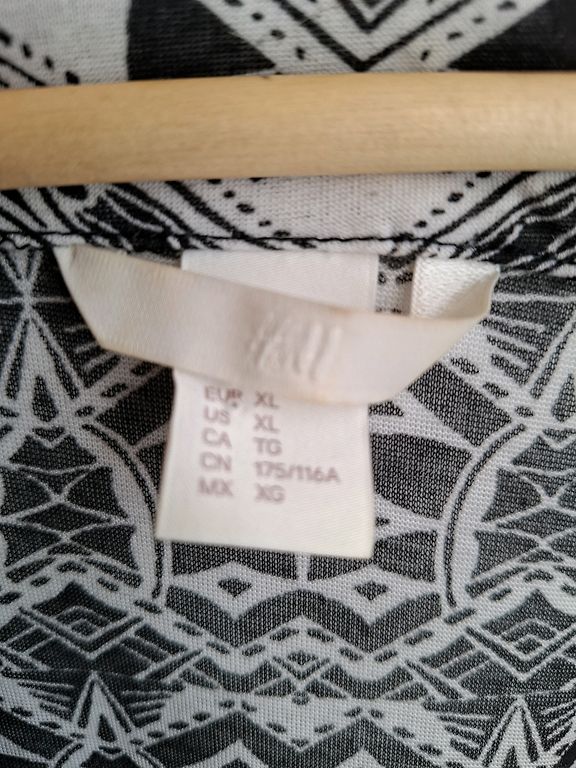 H&M
EUR XL
US XL
CA TG
CN 175/116A
MX XG